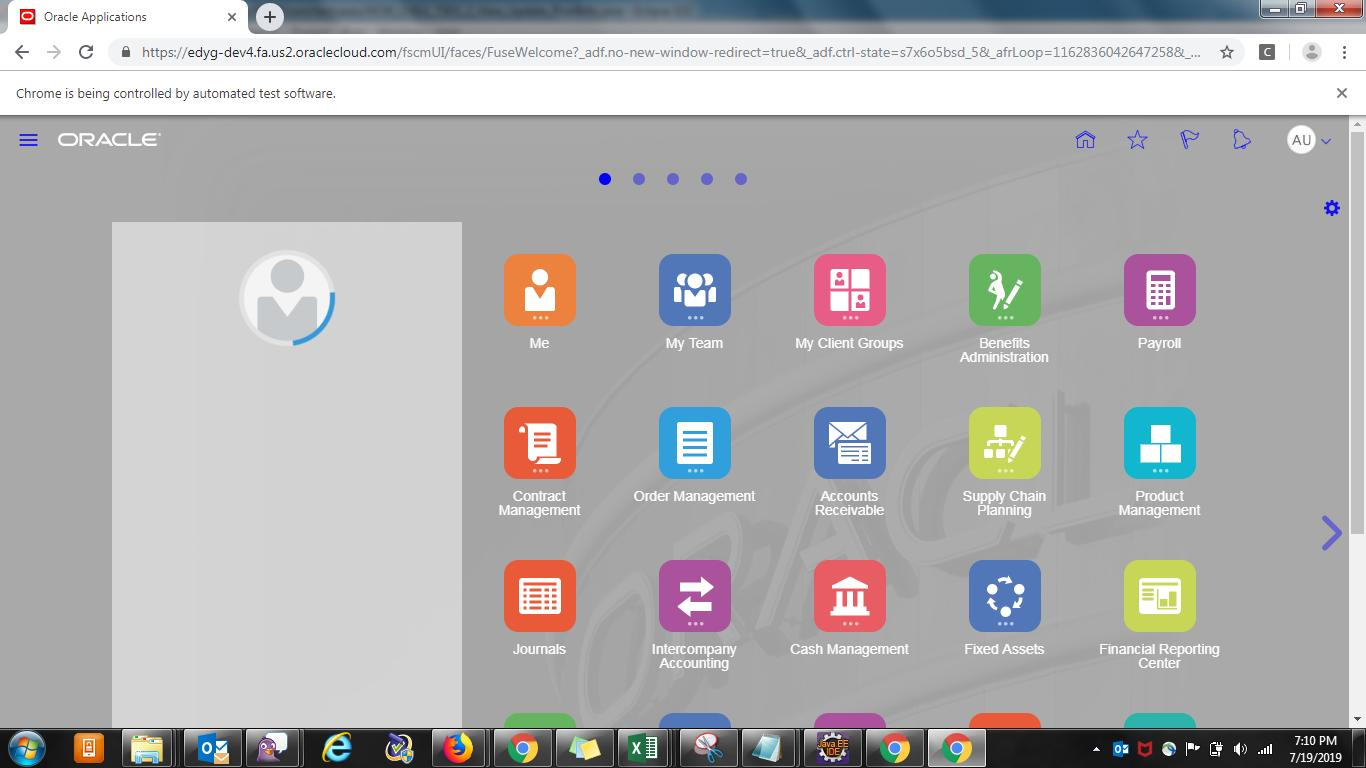 Oracle Applications
https://edyg-dev4.fa.us2.oraclecloud.com/fscmUI/faces/FuseWelcome?_adf.no-new-window-redirect=true&_adf.ctrl-state=s7x6o5bsd_5&_afrLoop=1162836042647258&_...
C
Chrome is being controlled by automated test software.
ORACLE
AU
Me
My Team
My Client Groups
Benefits
Administration
Payroll
Contract
Management
Order Management
Accounts
Receivable
Supply Chain
Planning
Product
Management
Journals
Intercompany
Accounting
Cash Management
Fixed Assets
Financial Reporting
Center
Java EE
IDE
7:10 PM
7/19/2019